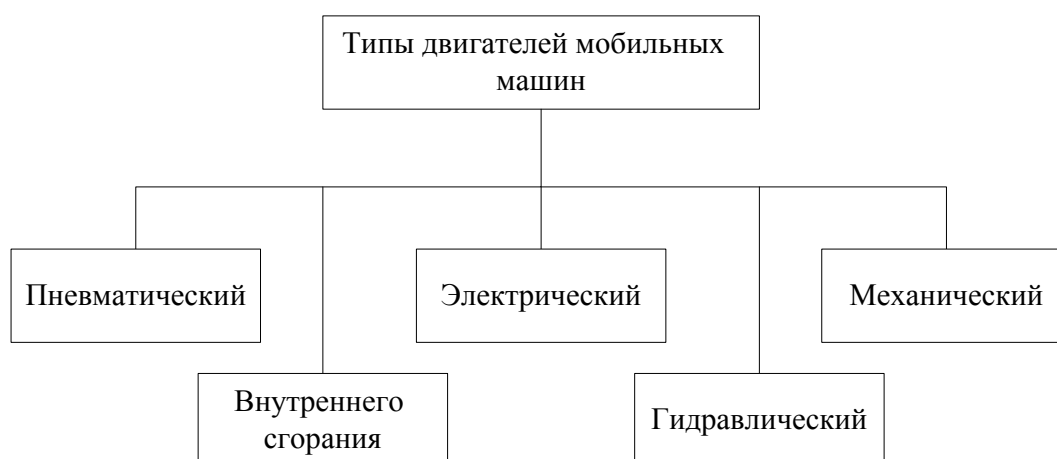 Типы двигателей мобильных
машин
Пневматический
Электрический
Механический
Внутреннего
сгорания
Гидравлический